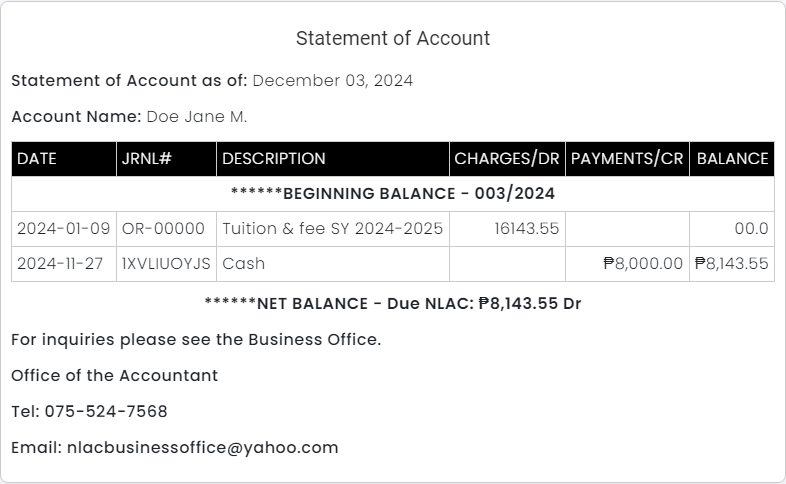 Statement of Account
Statement of Account as of: December 03, 2024
Account Name: Doe Jane M.
DATE JRNL# DESCRIPTION CHARGES/DR PAYMENTS/CR BALANCE
******BEGINNING BALANCE - 003/2024
2024-01-09 OR-00000 Tuition & fee SY 2024-2025 16143.55 00.0
2024-11-27 1XVLIUOYJS Cash ₱8,000.00 ₱8,143.55
******NET BALANCE - Due NLAC: ₱8,143.55 Dr
For inquiries please see the Business Office.
Office of the Accountant
Tel: 075-524-7568
Email: nlacbusinessoffice@yahoo.com